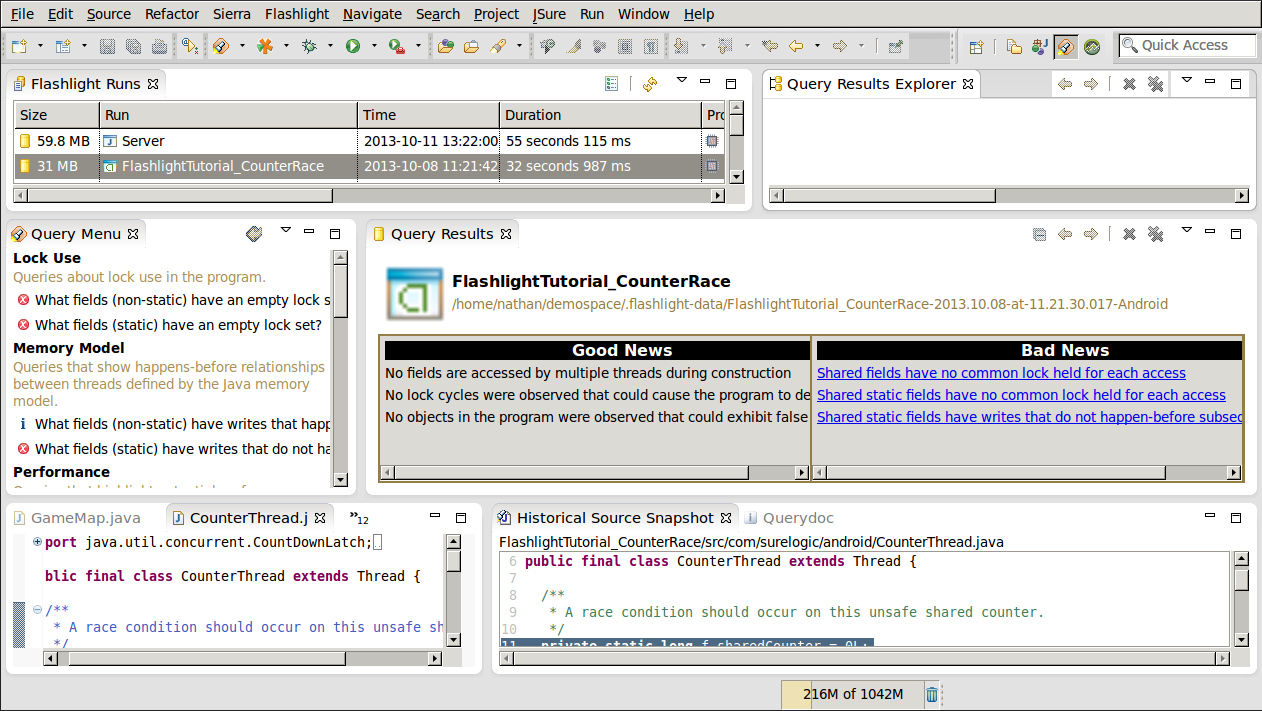 File Edit Source Refactor Sierra Flashlight Navigate Search Project JSure Run Window Help
Quick Access
Flashlight Runs
Size Run Time Duration Pro
59.8 MB Server 2013-10-11 13:22:00 55 seconds 115 ms
31 MB FlashlightTutorial_CounterRace 2013-10-08 11:21:42 32 seconds 987 ms
Query Results Explorer
Query Menu
Lock Use
Queries about lock use in the program.
What fields (non-static) have an empty lock s
What fields (static) have an empty lock set?
Memory Model
Queries that show happens-before relationships
between threads defined by the Java memory
model.
What fields (non-static) have writes that happ
What fields (static) have writes that do not ha
Performance
Query Results
FlashlightTutorial_CounterRace
/home/nathan/demospace/.flashlight-data/FlashlightTutorial_CounterRace-2013.10.08-at-11.21.30.017-Android
Good News
No fields are accessed by multiple threads during construction
No lock cycles were observed that could cause the program to de
No objects in the program were observed that could exhibit false
Bad News
Shared fields have no common lock held for each access
Shared static fields have no common lock held for each access
Shared static fields have writes that do not happen-before subsec
GameMap.java CounterThread.j »12
port java.util.concurrent.CountDownLatch;
blic final class CounterThread extends Thread {
/**
* A race condition should occur on this unsafe sh
*/
Historical Source Snapshot Querydoc
FlashlightTutorial_CounterRace/src/com/surelogic/android/CounterThread.java
6 public final class CounterThread extends Thread {
7
8 /**
9 * A race condition should occur on this unsafe shared counter.
10 */
11 private static long f_sharedCounter = 0L;
216M of 1042M